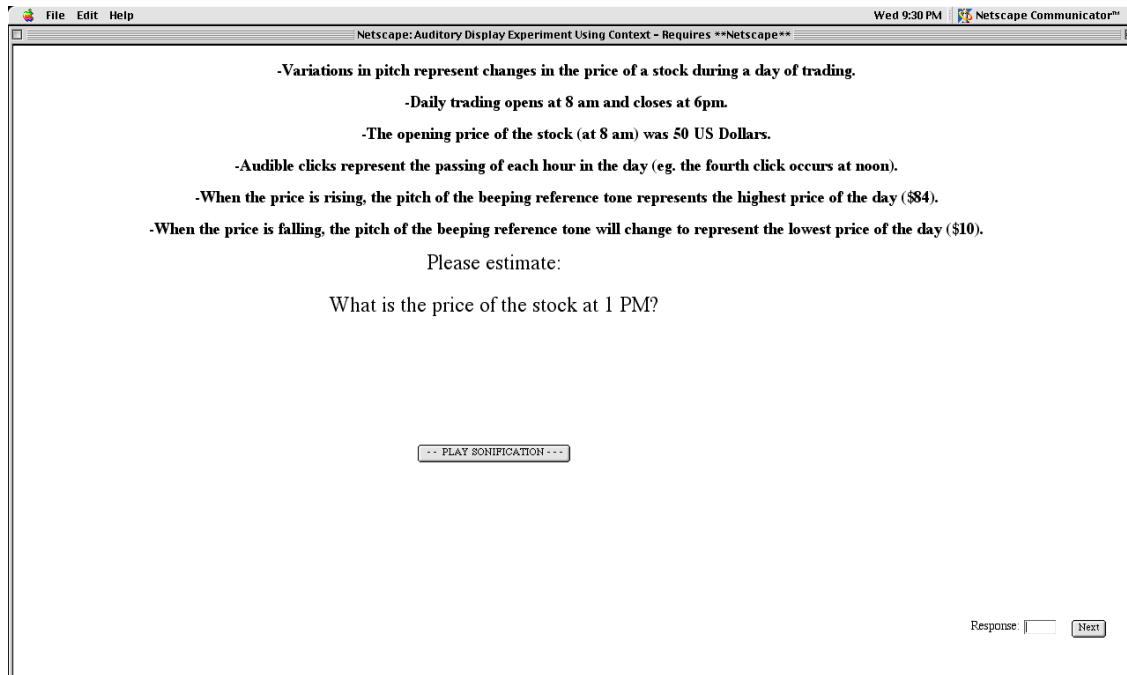 File Edit Help
Wed 9:30 PM
Netscape Communicator™
Netscape: Auditory Display Experiment Using Context - Requires **Netscape**
-Variations in pitch represent changes in the price of a stock during a day of trading.
-Daily trading opens at 8 am and closes at 6pm.
-The opening price of the stock (at 8 am) was 50 US Dollars.
-Audible clicks represent the passing of each hour in the day (eg. the fourth click occurs at noon).
-When the price is rising, the pitch of the beeping reference tone represents the highest price of the day ($84).
-When the price is falling, the pitch of the beeping reference tone will change to represent the lowest price of the day ($10).
Please estimate:
What is the price of the stock at 1 PM?
-- PLAY SONIFICATION ---
Response:
Next